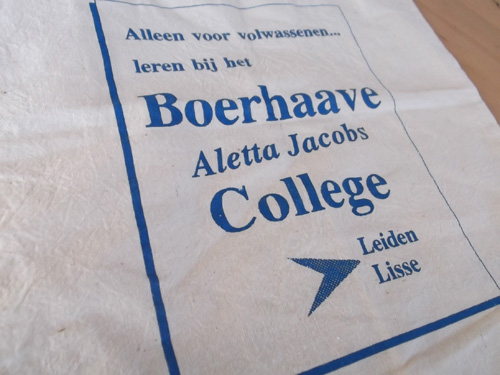 Alleen voor volwassenen...
leren bij het
Boerhaave
Aletta Jacobs
College
Leiden
Lisse